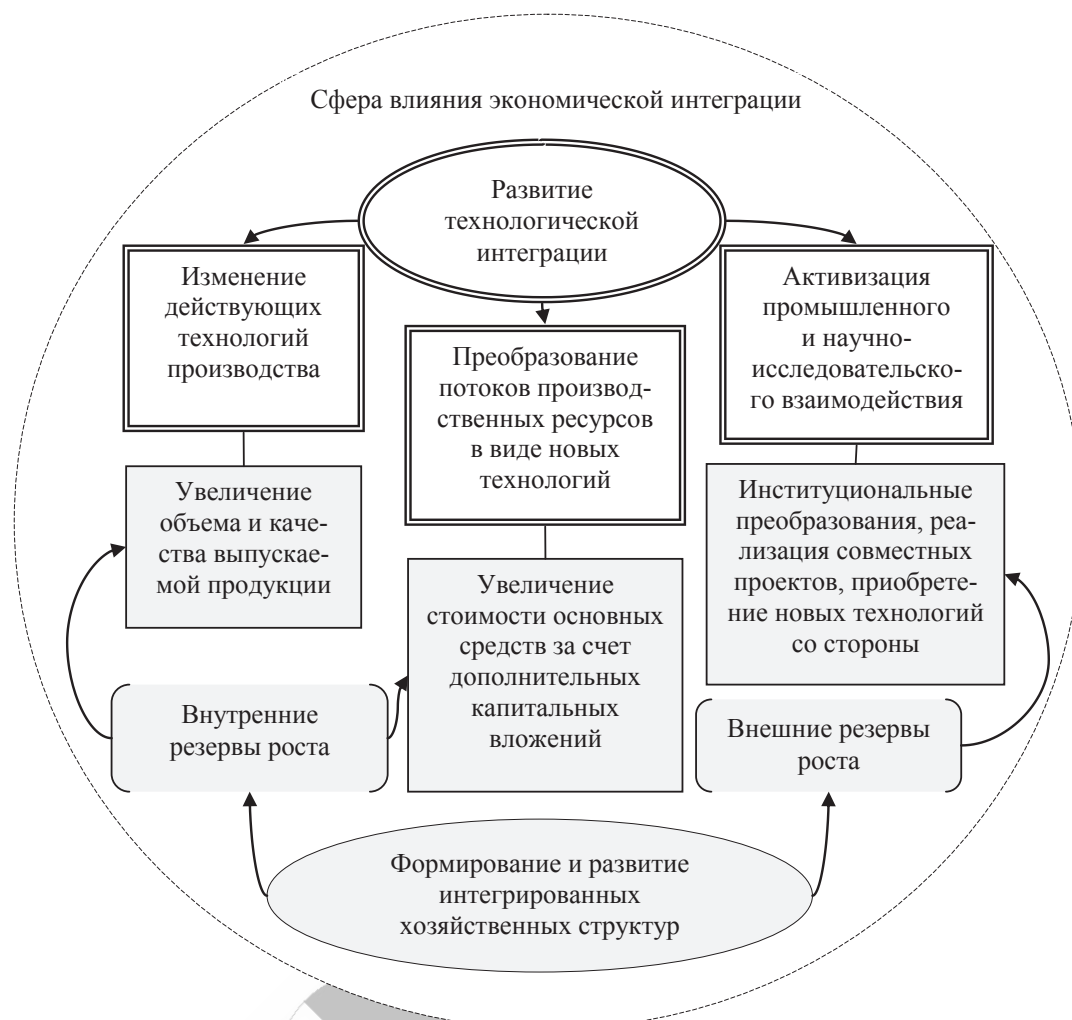 Сфера влияния экономической интеграции
Развитие
технологической
интеграции
Изменение
действующих
технологий
производства
Преобразование
потоков производ-
ственных ресурсов
в виде новых
технологий
Активизация
промышленного
и научно-
исследовательско-
го взаимодействия
Увеличение
объема и каче-
ства выпускае-
мой продукции
Увеличение
стоимости основных
средств за счет
дополнительных
капитальных
вложений
Институциональные
преобразования, реа-
лизация совместных
проектов, приобрете-
ние новых технологий
со стороны
Внутренние
резервы роста
Внешние резервы
роста
Формирование и развитие
интегрированных
хозяйственных структур